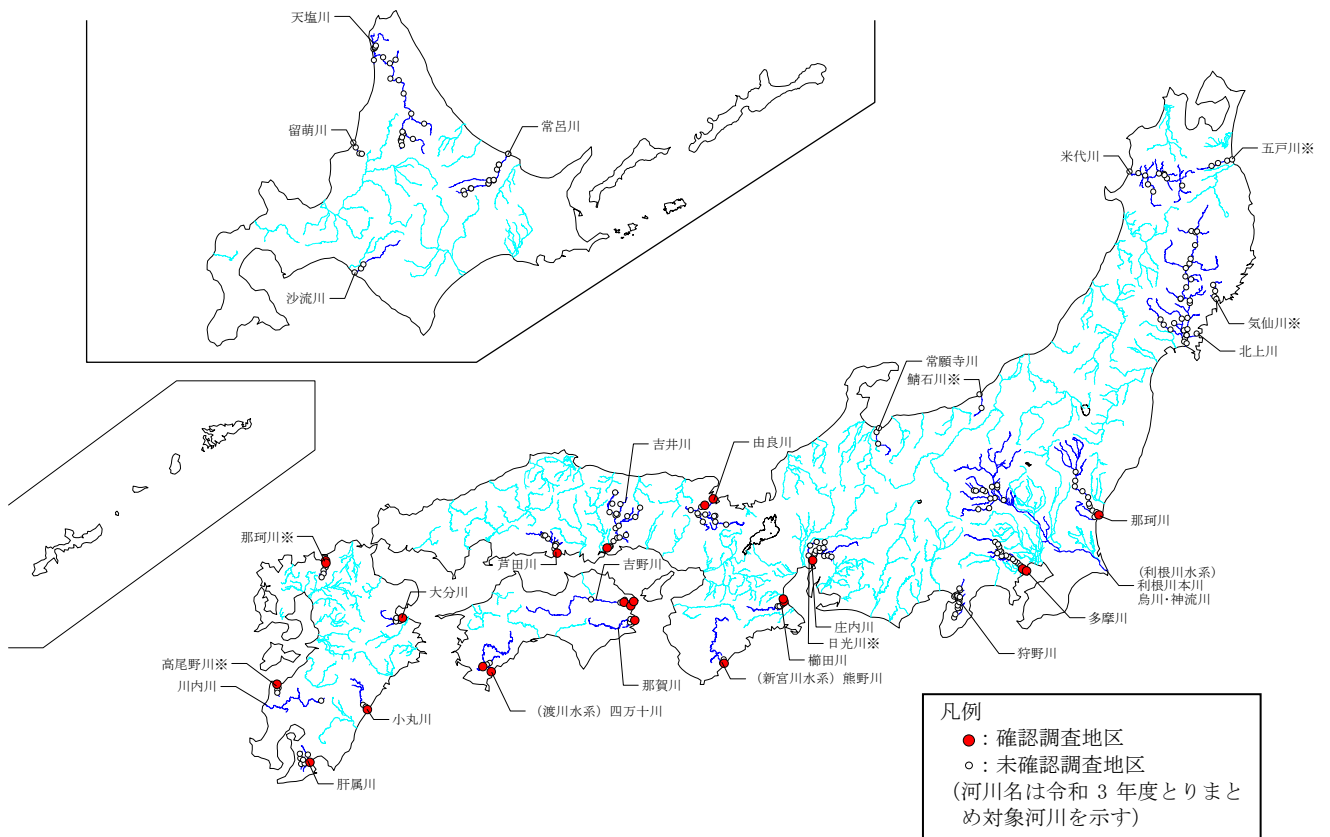 天塩川
留萌川
常呂川
沙流川
米代川
五戸川※
気仙川※
北上川
常願寺川
鯖石川※
吉井川
由良川
那珂川
(利根川水系)
利根川本川
烏川・神流川
多摩川
狩野川
庄内川
日光川※
櫛田川
(新宮川水系) 熊野川
那賀川
吉野川
芦田川
(渡川水系) 四万十川
那珂川※
大分川
高尾野川※
川内川
小丸川
肝属川
凡例
: 確認調査地区
: 未確認調査地区
(河川名は令和 3 年度とりまと
め対象河川を示す)